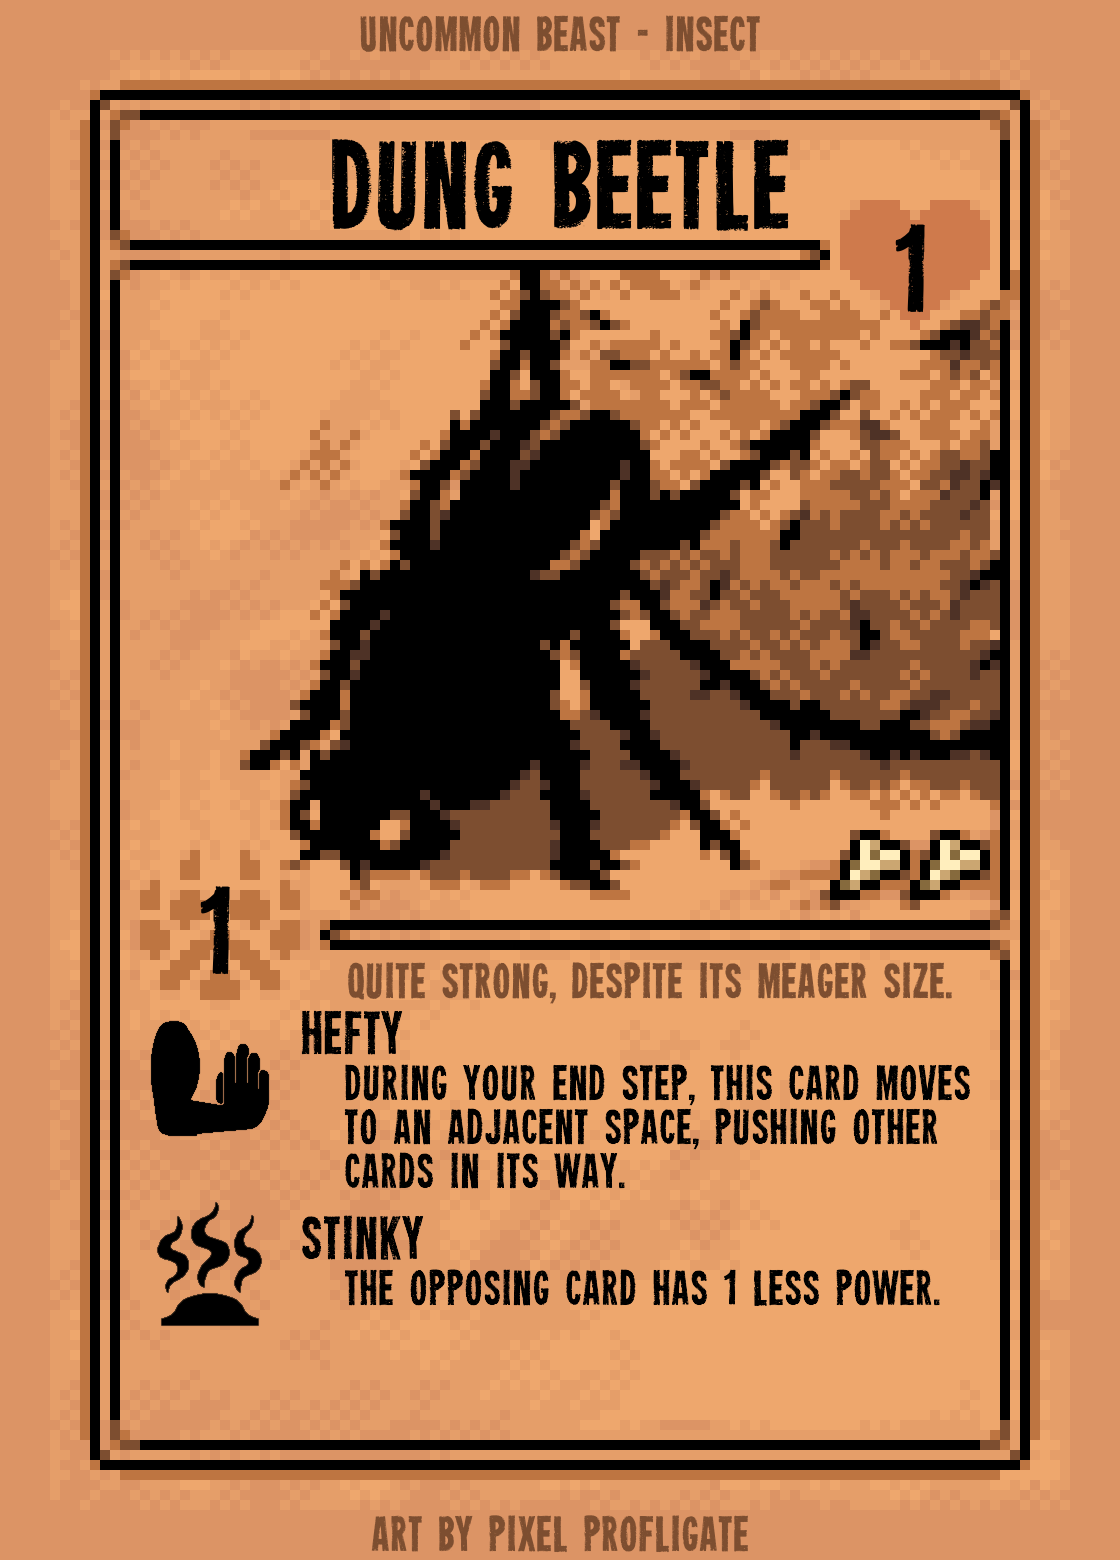 UNCOMMON BEAST - INSECT
DUNG BEETLE
1
1
QUITE STRONG, DESPITE ITS MEAGER SIZE.
HEFTY
DURING YOUR END STEP, THIS CARD MOVES
TO AN ADJACENT SPACE, PUSHING OTHER
CARDS IN ITS WAY.
STINKY
THE OPPOSING CARD HAS 1 LESS POWER.
ART BY PIXEL PROFLIGATE